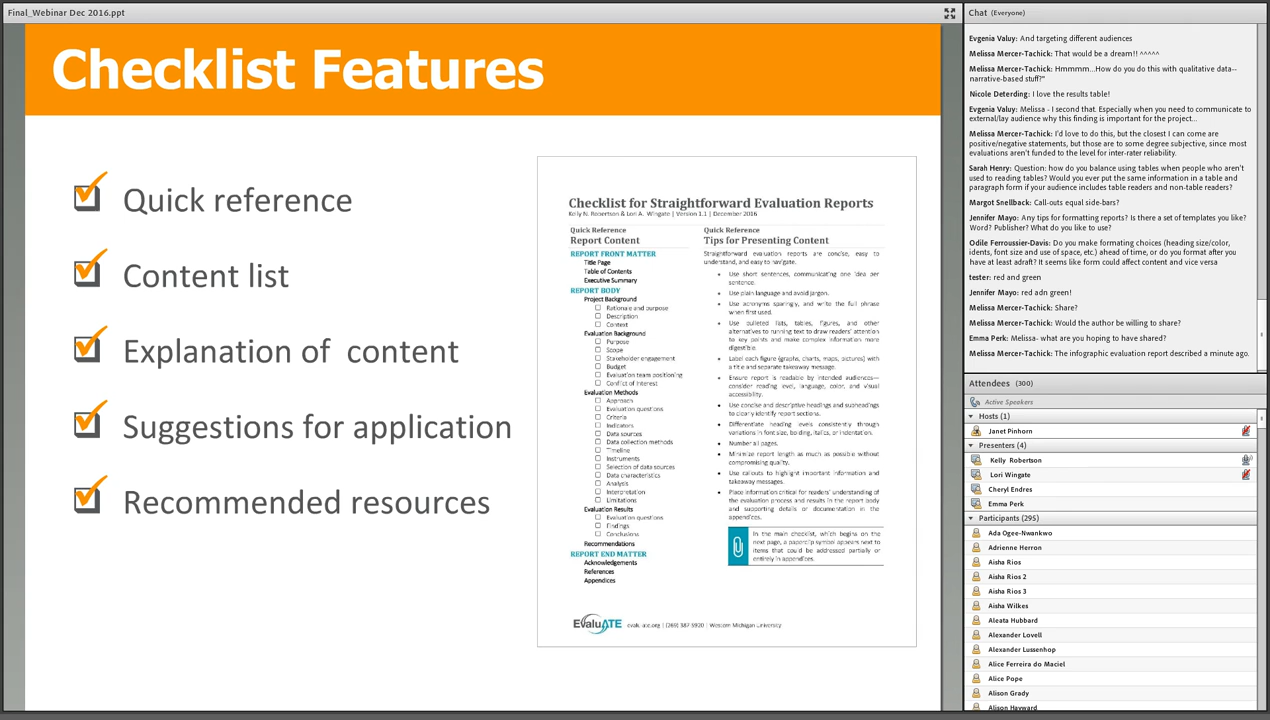 Final_Webinar Dec 2016.ppt
Checklist Features
Quick reference
Content list
Explanation of content
Suggestions for application
Recommended resources
Checklist for Straightforward Evaluation Reports
Kelly N. Robertson & Lori A. Wingate | Version 1.1 | December 2016
Quick Reference
Report Content
REPORT FRONT MATTER
Title Page
Table of Contents
Executive Summary
REPORT BODY
Project Background
Rationale and purpose
Description
Context
Evaluation Background
Purpose
Scope
Stakeholder engagement
Budget
Evaluation team positioning
Conflict of interest
Evaluation Methods
Approach
Evaluation questions
Criteria
Indicators
Data sources
Data collection methods
Timeline
Instruments
Selection of data sources
Data characteristics
Analysis
Interpretation
Limitations
Evaluation Results
Evaluation questions
Findings
Conclusions
Recommendations
REPORT END MATTER
Acknowledgements
References
Appendices
Quick Reference
Tips for Presenting Content
Straightforward evaluation reports are concise, easy to
understand, and easy to navigate.
Use short sentences, communicating one idea per
sentence.
Use plain language and avoid jargon.
Use acronyms sparingly, and write the full phrase
when first used.
Use bulleted lists, tables, figures, and other
alternatives to running text to draw readers' attention
to key points and make complex information more
digestible.
Label each figure (graphs, charts, maps, pictures) with
a title and separate takeaway message.
Ensure report is readable by intended audiences—
consider reading level, language, color, and visual
accessibility.
Use concise and descriptive headings and subheadings
to clearly identify report sections.
Differentiate heading levels consistently through
variations in font size, bolding, italics, or indentation.
Number all pages.
Minimize report length as much as possible without
compromising quality.
Use callouts to highlight important information and
takeaway messages.
Place information critical for readers' understanding of
the evaluation process and results in the report body
and supporting details or documentation in the
appendices.
In the main checklist, which begins on
next page, a paperclip symbol appears next to
items that could be addressed partially or
entirely in appendices.
EvaluATE evalu-ate.org | (269) 387-5920 | Western Michigan University
Chat (Everyone)
Evgenia Valuy: And targeting different audiences
Melissa Mercer-Tachick: That would be a dream!! ^^^^^
Melissa Mercer-Tachick: Hmmmm...How do you do this with qualitative data--
narrative-based stuff?"
Nicole Deterding: I love the results table!
Evgenia Valuy: Melissa - I second that. Especially when you need to communicate to
external/lay audience why this finding is important for the project...
Melissa Mercer-Tachick: I'd love to do this, but the closest I can come are
positive/negative statements, but those are to some degree subjective, since most
evaluations aren't funded to the level for inter-rater reliability.
Sarah Henry: Question: how do you balance using tables when people who aren't
used to reading tables? Would you ever put the same information in a table and
paragraph form if your audience includes table readers and non-table readers?
Margot Snellback: Call-outs equal side-bars?
Jennifer Mayo: Any tips for formatting reports? Is there a set of templates you like?
Word? Publisher? What do you like to use?
Odile Ferroussier-Davis: Do you make formatting choices (heading size/color,
idents, font size and use of space, etc.) ahead of time, or do you format after you
have at least adraft? It seems like form could affect content and vice versa
tester: red and green
Jennifer Mayo: red adn green!
Melissa Mercer-Tachick: Share?
Melissa Mercer-Tachick: Would the author be willing to share?
Emma Perk: Melissa- what are you hoping to have shared?
Melissa Mercer-Tachick: The infographic evaluation report described a minute ago.
Attendees (300)
Active Speakers
Hosts (1)
Janet Pinhorn
Presenters (4)
Kelly Robertson
Lori Wingate
Cheryl Endres
Emma Perk
Participants (295)
Ada Ogee-Nwankwo
Adrienne Herron
Aisha Rios
Aisha Rios 2
Aisha Rios 3
Aisha Wilkes
Aleata Hubbard
Alexander Lovell
Alexander Lussenhop
Alice Ferreira do Maciel
Alice Pope
Alison Grady
Alison Hayward